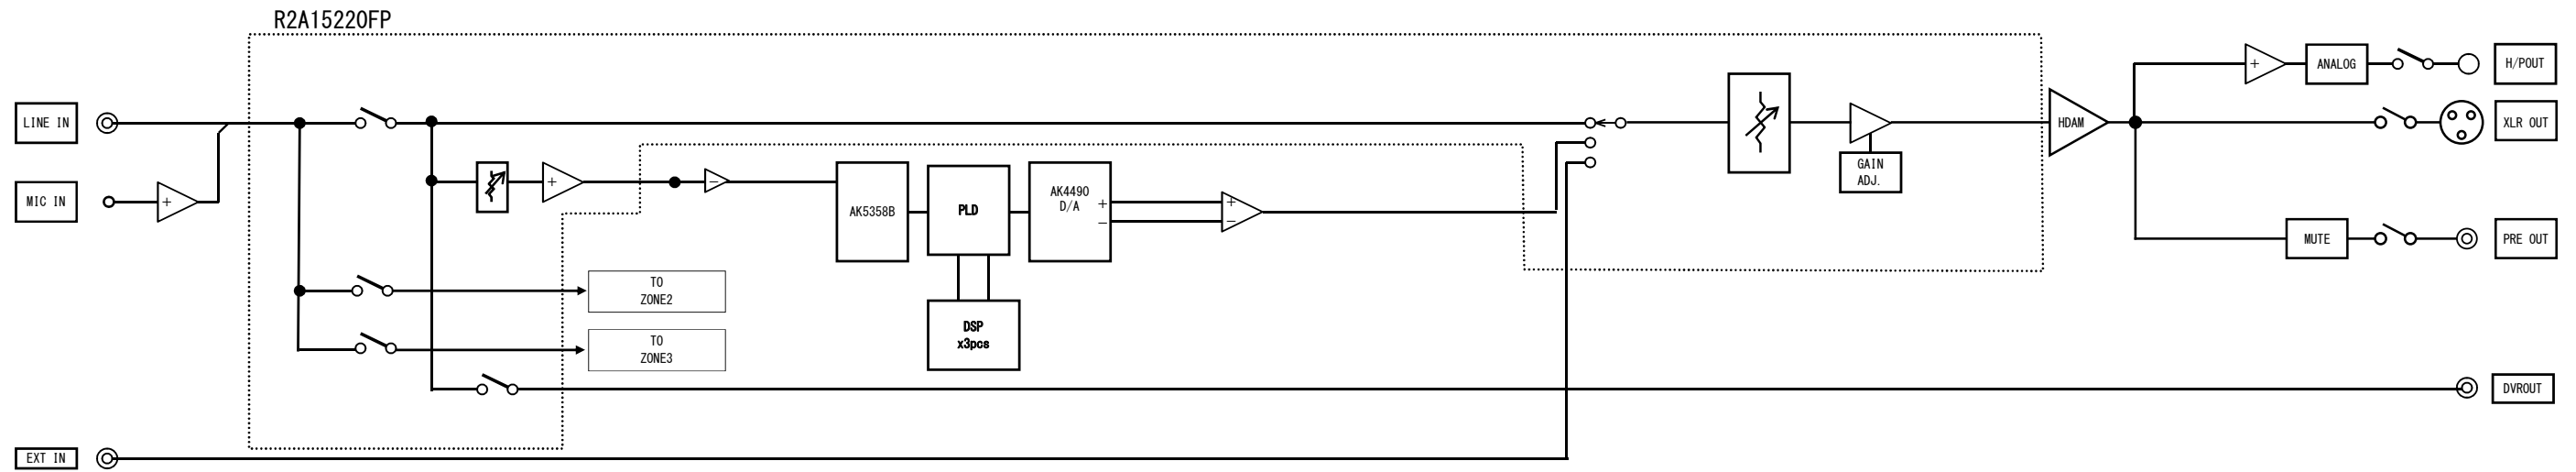 R2A15220FP
LINE IN
MIC IN
EXT IN
+
+
-
AK5358B
PLD
DSP
x3pcs
AK4490
D/A
+
-
+
-
TO
ZONE2
TO
ZONE3
GAIN
ADJ.
HDAM
+
ANALOG
H/POUT
XLR OUT
MUTE
PRE OUT
DVROUT